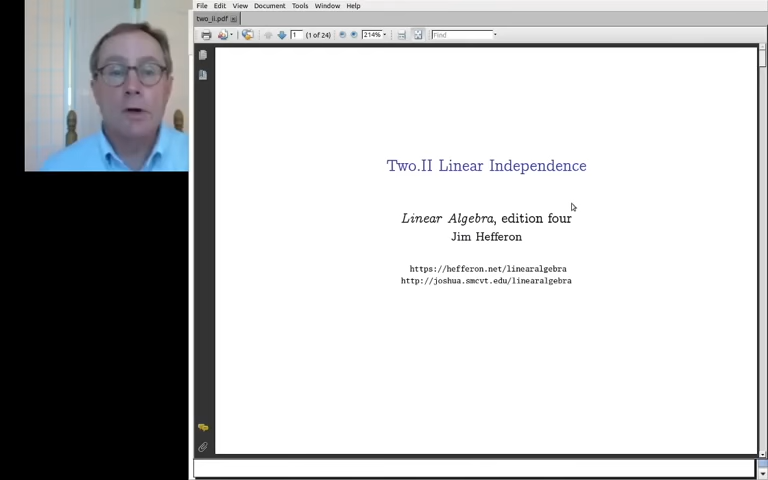 File Edit View Document Tools Window Help
two_ii.pdf
1 (1 of 24) 214% Find
Two.II Linear Independence
Linear Algebra, edition four
Jim Hefferon
https://hefferon.net/linearalgebra
http://joshua.smcvt.edu/linearalgebra